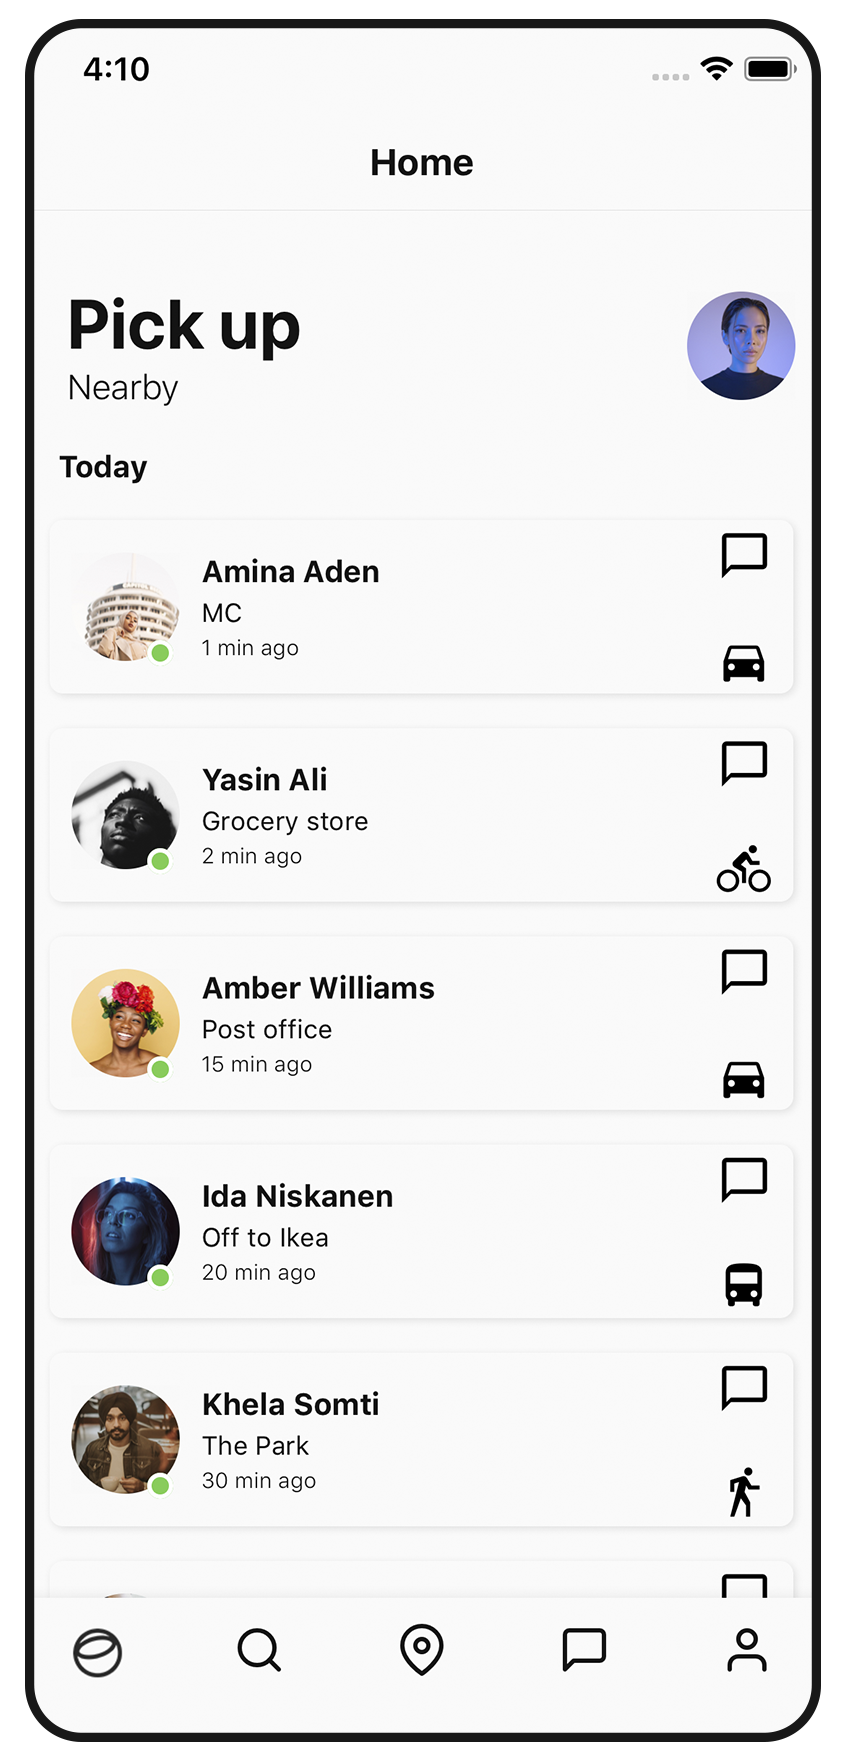 4:10
Home
Pick up
Nearby
Today
Amina Aden
MC
1 min ago
Yasin Ali
Grocery store
2 min ago
Amber Williams
Post office
15 min ago
Ida Niskanen
Off to Ikea
20 min ago
Khela Somti
The Park
30 min ago